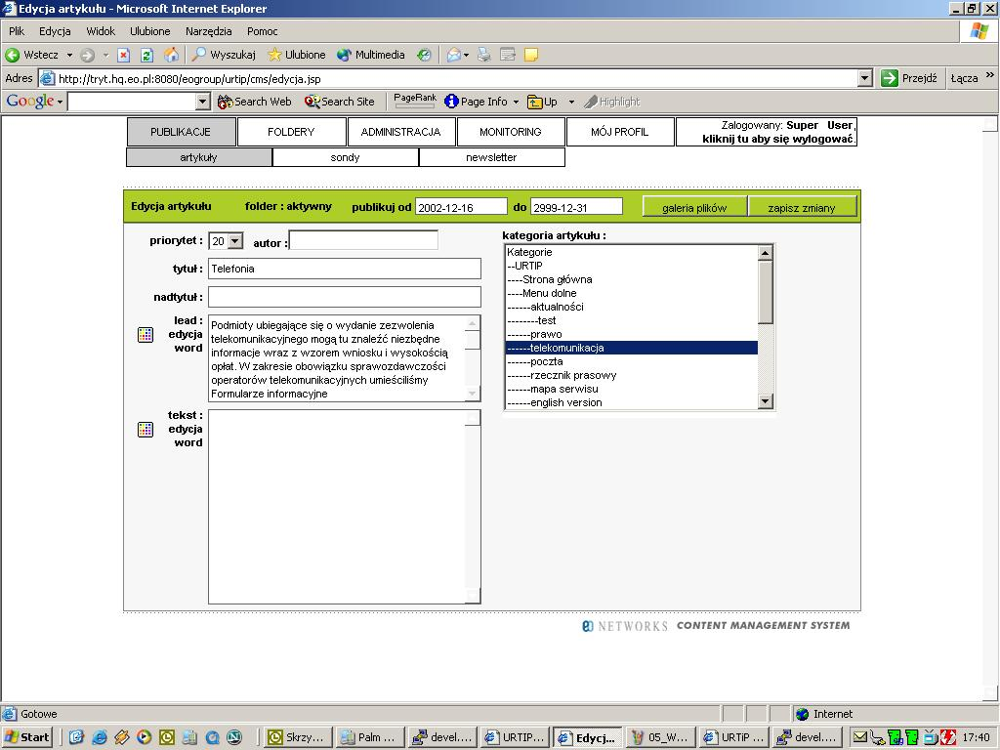 Edycja artykułu - Microsoft Internet Explorer
Plik Edycja Widok Ulubione Narzędzia Pomoc
Wstecz Wyszukaj Ulubione Multimedia
Adres http://tryt.hq.eo.pl:8080/eogroup/urtip/cms/edycja.jsp Przejdź Łącza »
Google Search Web Search Site PageRank Page Info Up Highlight
PUBLIKACJE FOLDERY ADMINISTRACJA MONITORING MÓJ PROFIL Zalogowany: Super User,
kliknij tu aby się wylogować.
artykuły sondy newsletter
Edycja artykułu folder : aktywny publikuj od 2002-12-16 do 2999-12-31 galeria plików zapisz zmiany
priorytet : 20 autor :
tytuł : Telefonia
nadtytuł :
lead :
edycja
word
Podmioty ubiegające się o wydanie zezwolenia
telekomunikacyjnego mogą tu znaleźć niezbędne
informacje wraz z wzorem wniosku i wysokością
opłat. W zakresie obowiązku sprawozdawczości
operatorów telekomunikacyjnych umieściliśmy
Formularze informacyjne
tekst :
edycja
word
kategoria artykułu :
Kategorie
--URTIP
----Strona główna
----Menu dolne
------aktualności
--------test
------prawo
------telekomunikacja
------poczta
------rzecznik prasowy
------mapa serwisu
------english version
eo NETWORKS CONTENT MANAGEMENT SYSTEM
Gotowe Internet
Start Skrzy... Palm ... devel.... URTIP... Edycj... 05_W... URTiP ... devel.... 17:40